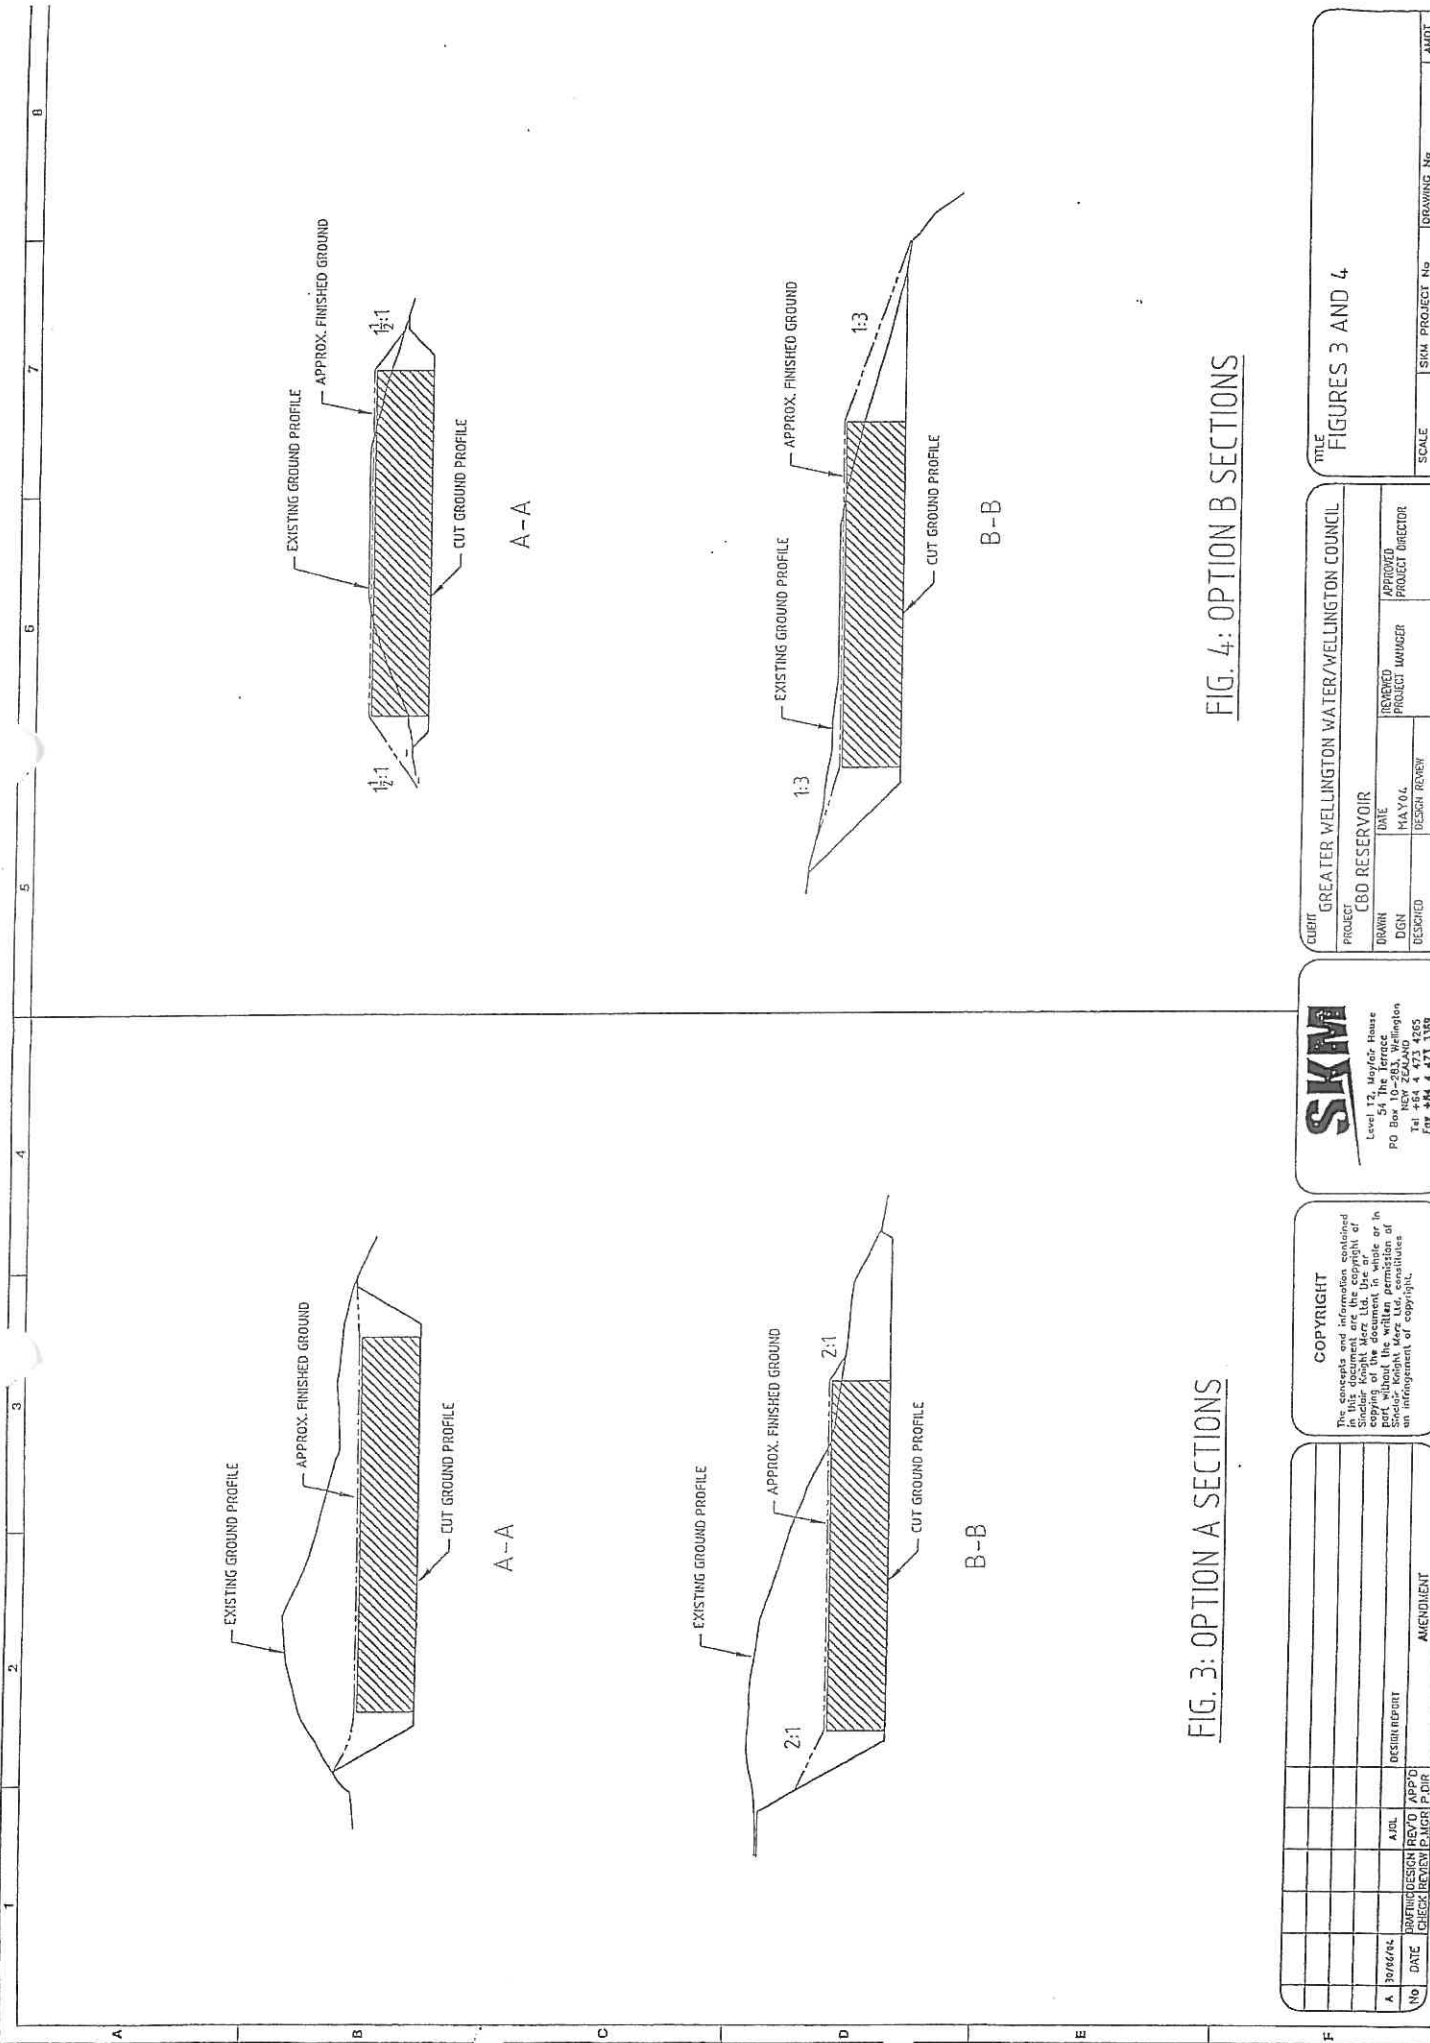 1
2
3
4
5
6
7
8
A
B
C
D
E
F
EXISTING GROUND PROFILE
APPROX. FINISHED GROUND
CUT GROUND PROFILE
A-A
EXISTING GROUND PROFILE
APPROX. FINISHED GROUND
2:1
2:1
CUT GROUND PROFILE
B-B
FIG. 3: OPTION A SECTIONS
EXISTING GROUND PROFILE
APPROX. FINISHED GROUND
1½:1
1½:1
CUT GROUND PROFILE
A-A
EXISTING GROUND PROFILE
APPROX. FINISHED GROUND
1:3
1:3
CUT GROUND PROFILE
B-B
FIG. 4: OPTION B SECTIONS
A 30/06/04 AJOL DESIGN REPORT
No DATE DRAFTING CHECK DESIGN REVIEW REV'D P.MGR APP'D P.DIR AMENDMENT
COPYRIGHT
The concepts and information contained
in this document are the copyright of
Sinclair Knight Merz Ltd. Use or
copying of the document in whole or in
part without the written permission of
Sinclair Knight Merz Ltd, constitutes
an infringement of copyright.
SKM
Level 12, Mayfair House
54 The Terrace
PO Box 10-283, Wellington
NEW ZEALAND
Tel +64 4 473 4265
Fax +64 4 473 3369
CLIENT
GREATER WELLINGTON WATER/WELLINGTON COUNCIL
PROJECT
CBD RESERVOIR
DRAWN
DGN
DATE
MAY04
REVIEWED
PROJECT MANAGER
APPROVED
PROJECT DIRECTOR
DESIGNED
DESIGN REVIEW
TITLE
FIGURES 3 AND 4
SCALE
SKM PROJECT No
DRAWING No
AMDT